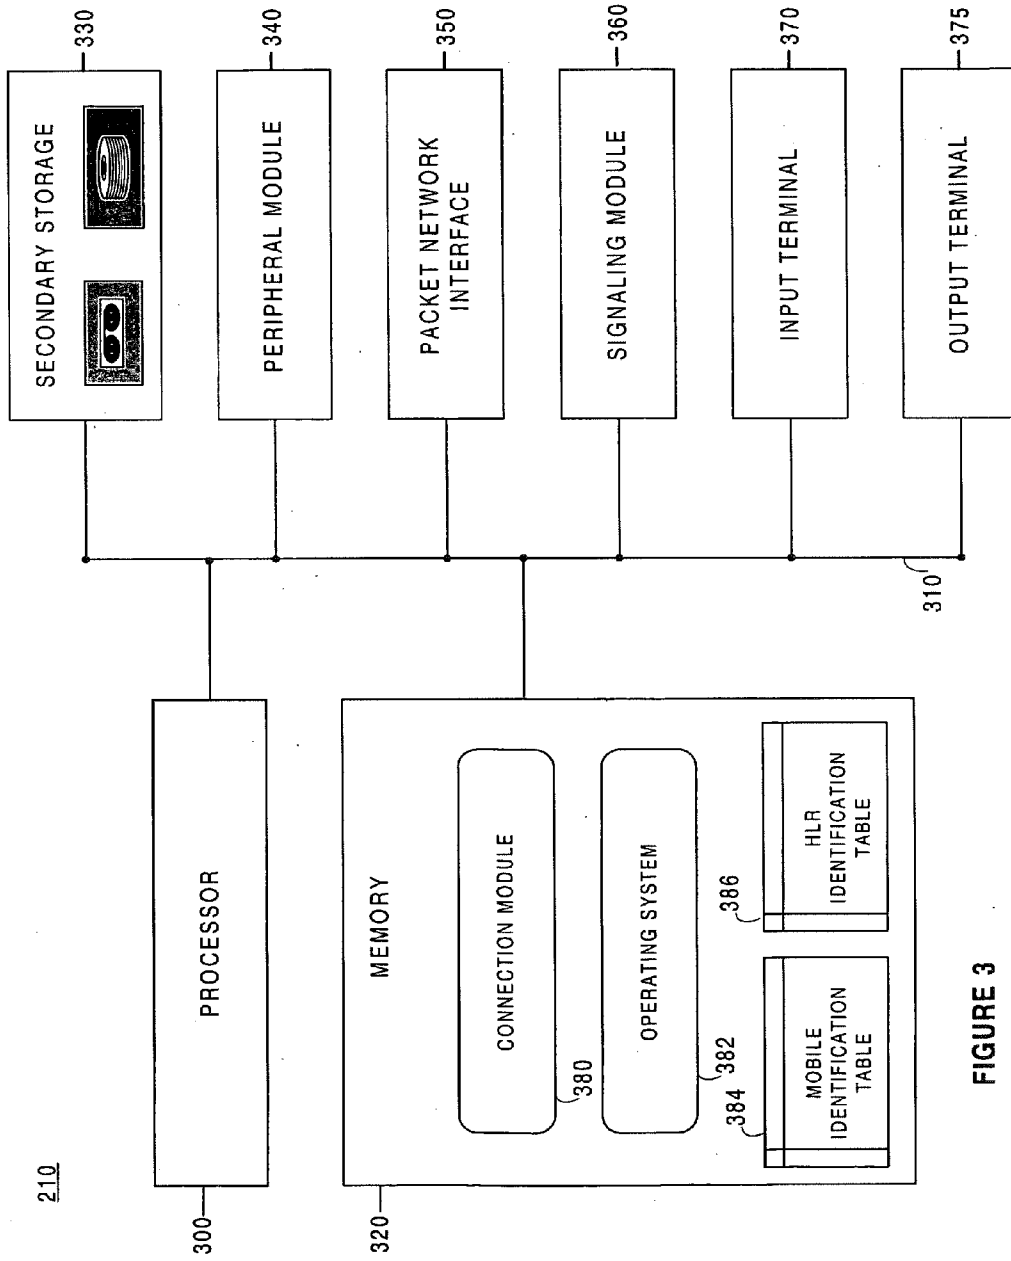 210
300
PROCESSOR
320
MEMORY
CONNECTION MODULE
380
OPERATING SYSTEM
382
384
MOBILE
IDENTIFICATION
TABLE
386
HLR
IDENTIFICATION
TABLE
310
SECONDARY STORAGE
330
PERIPHERAL MODULE
340
PACKET NETWORK
INTERFACE
350
SIGNALING MODULE
360
INPUT TERMINAL
370
OUTPUT TERMINAL
375
FIGURE 3